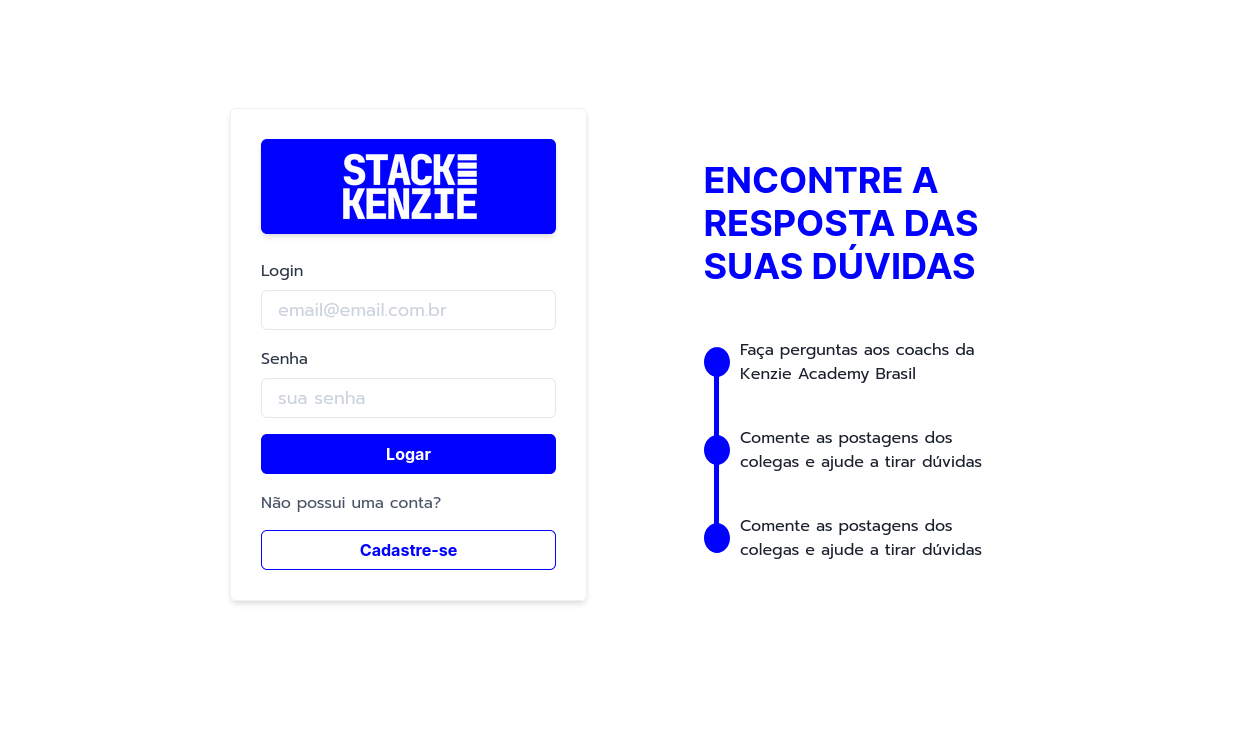 STACK
KENZIE
Login
email@email.com.br
Senha
sua senha
Logar
Não possui uma conta?
Cadastre-se
ENCONTRE A
RESPOSTA DAS
SUAS DÚVIDAS
Faça perguntas aos coachs da
Kenzie Academy Brasil
Comente as postagens dos
colegas e ajude a tirar dúvidas
Comente as postagens dos
colegas e ajude a tirar dúvidas